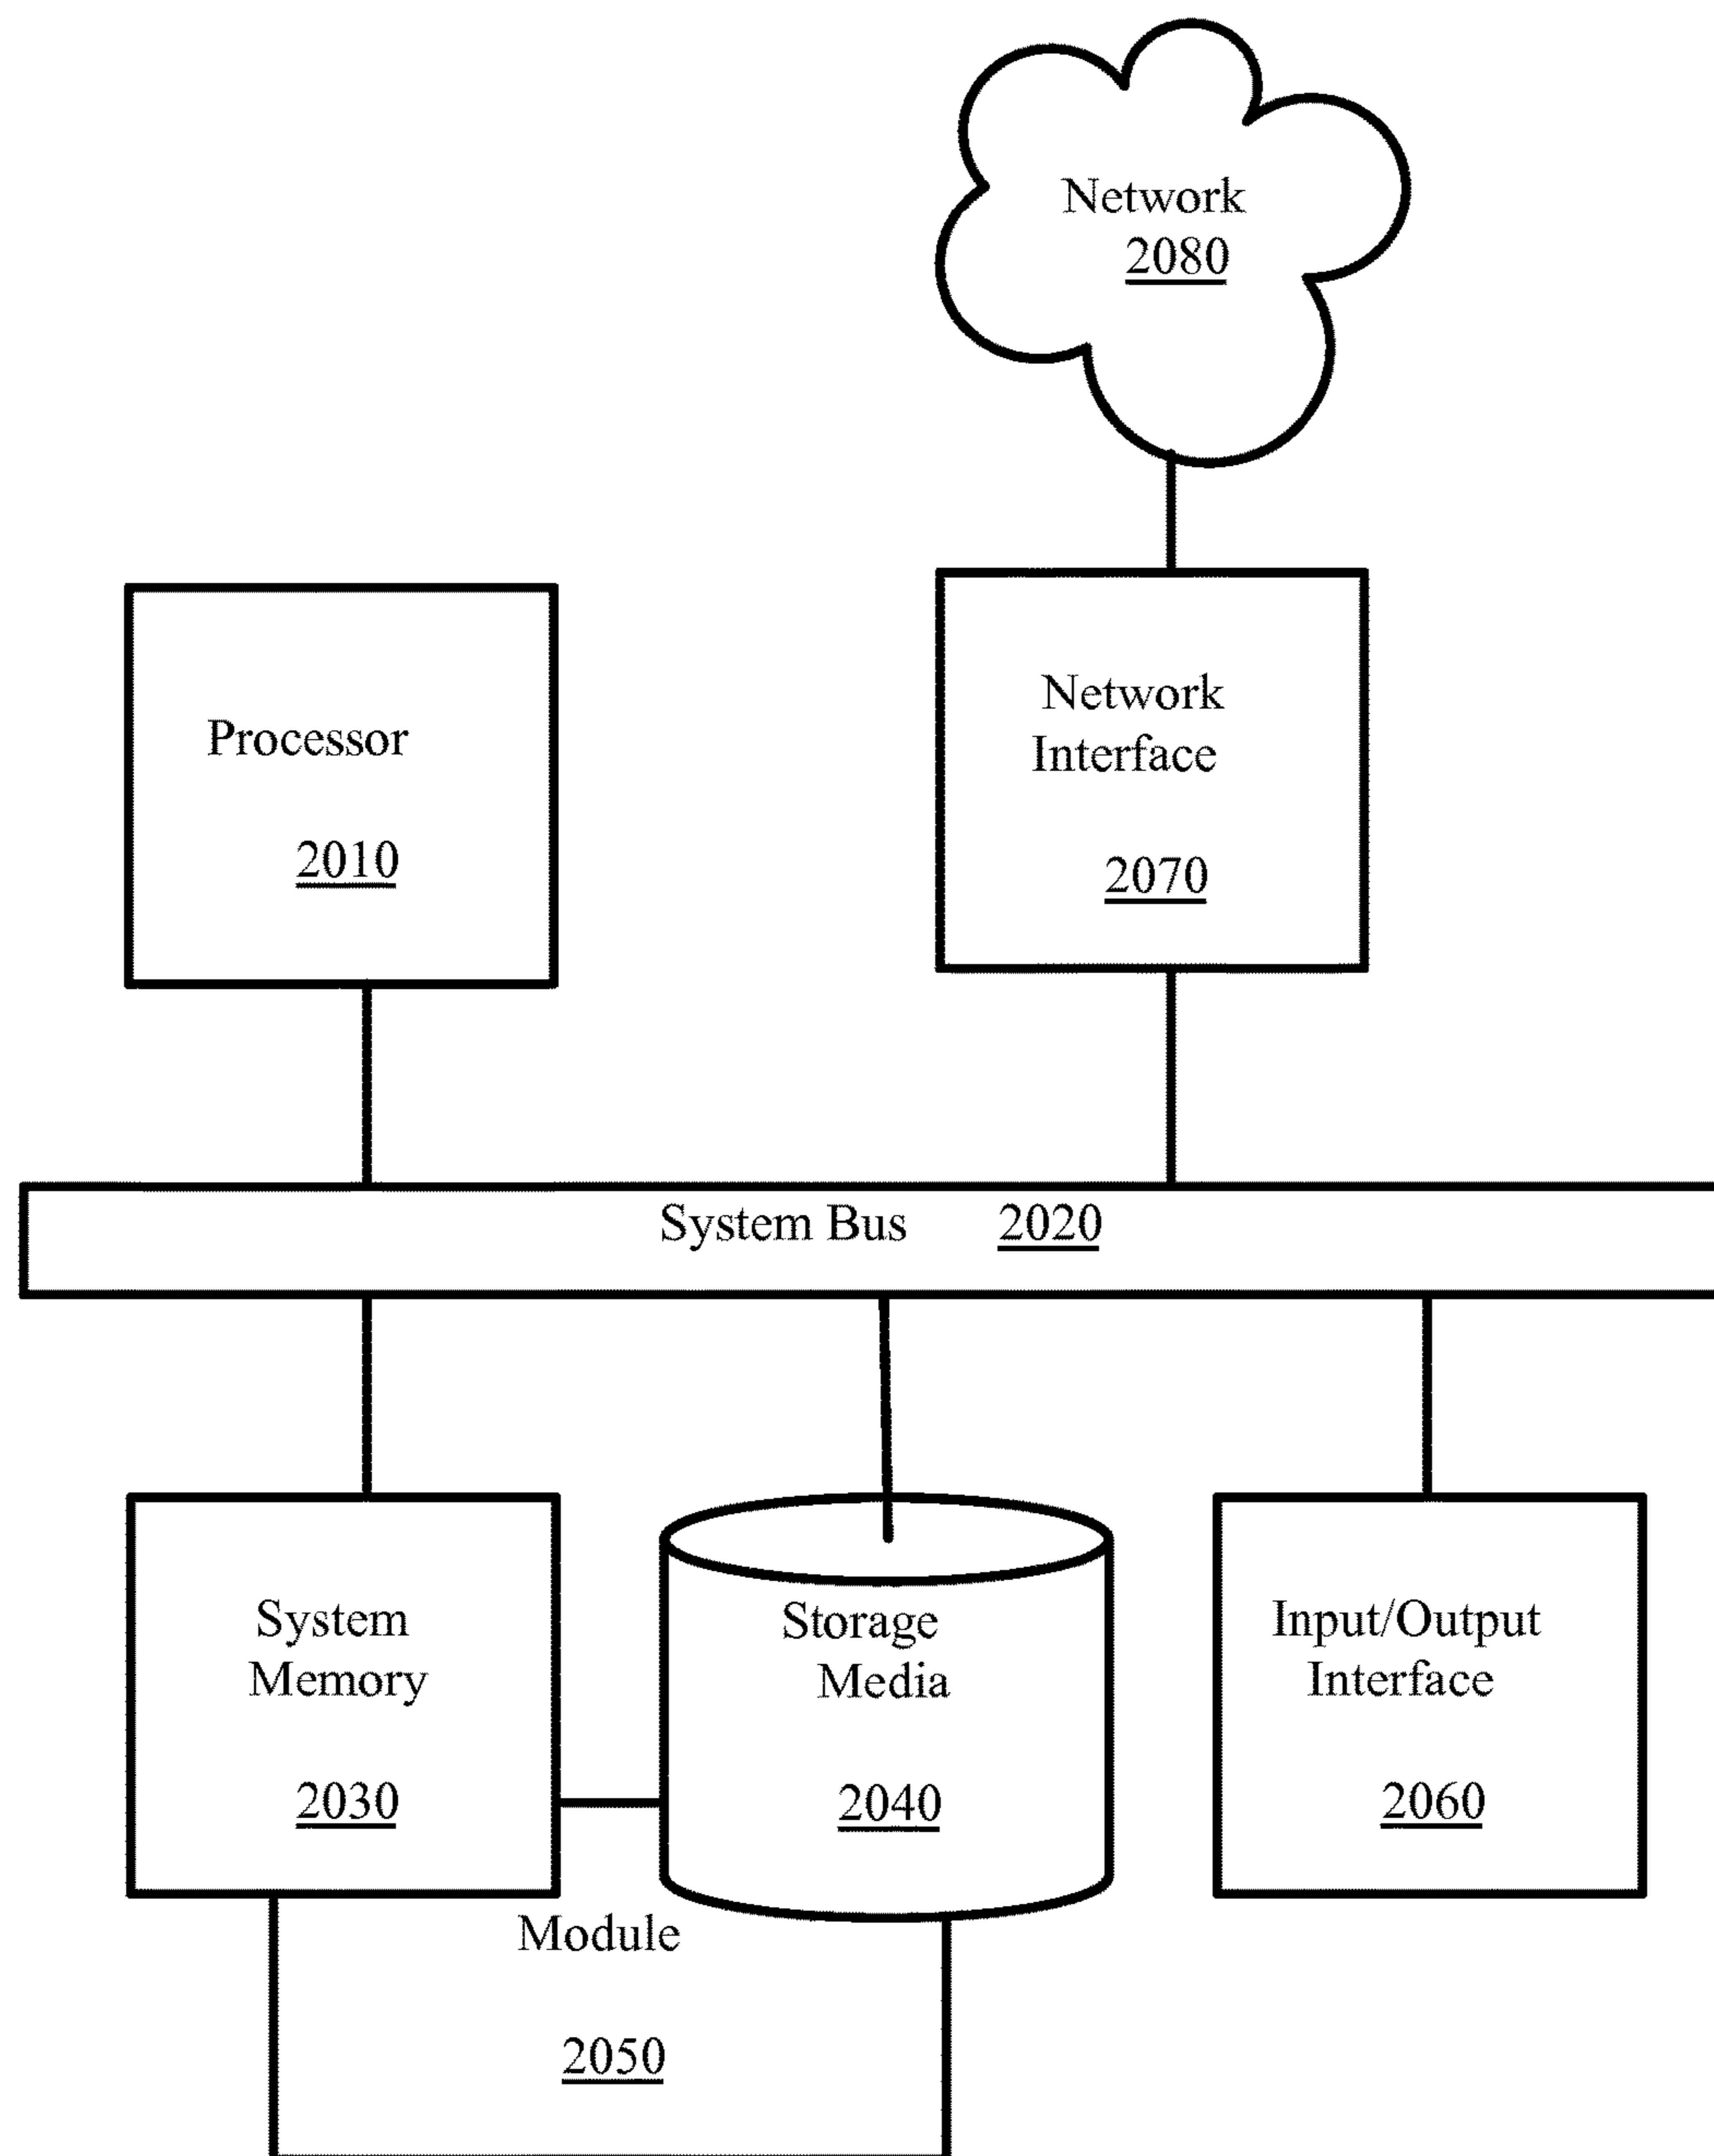 Network
2080
Processor
2010
Network
Interface
2070
System Bus 2020
System
Memory
2030
Storage
Media
2040
Input/Output
Interface
2060
Module
2050